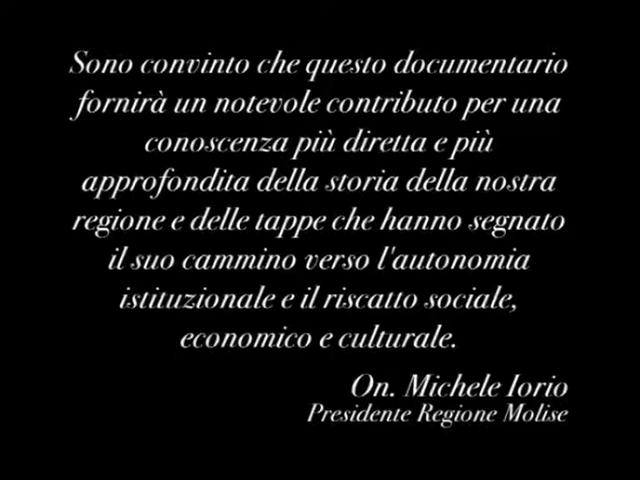 Sono convinto che questo documentario
fornirà un notevole contributo per una
conoscenza più diretta e più
approfondita della storia della nostra
regione e delle tappe che hanno segnato
il suo cammino verso l'autonomia
istituzionale e il riscatto sociale,
economico e culturale.
On. Michele Iorio
Presidente Regione Molise